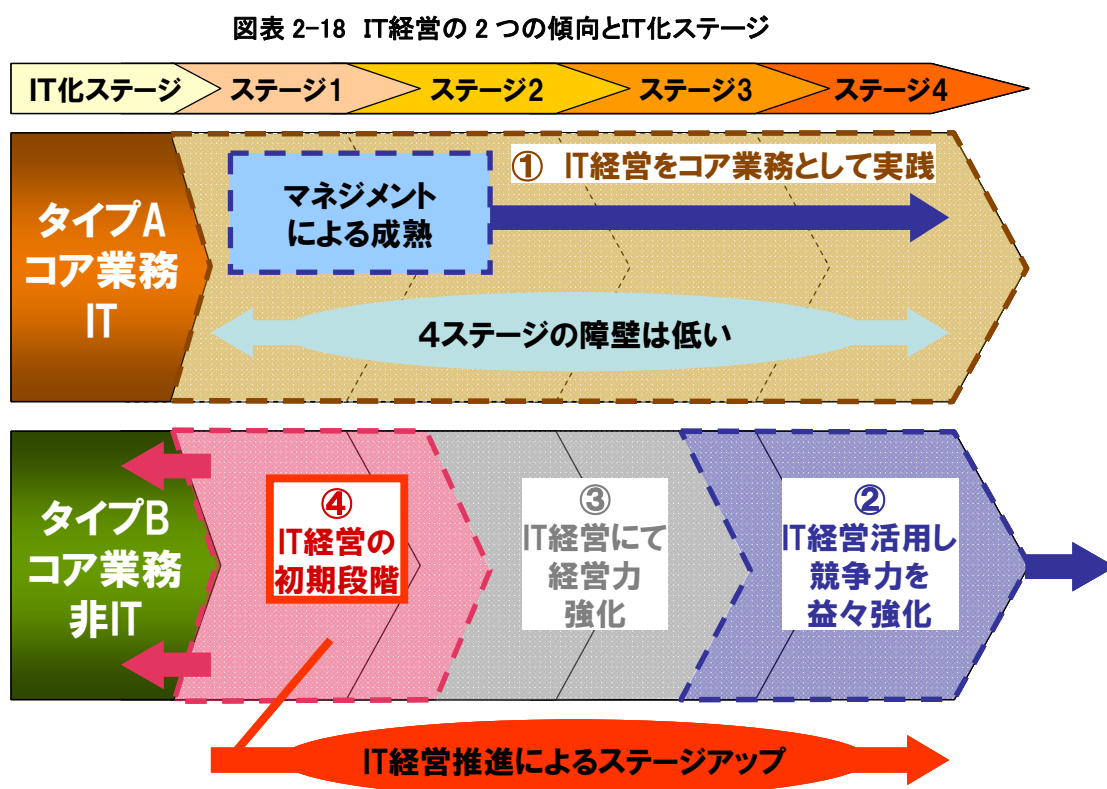 図表 2-18 IT経営の2つの傾向とIT化ステージ
IT化ステージ
ステージ1
ステージ2
ステージ3
ステージ4
タイプA
コア業務
IT
① IT経営をコア業務として実践
マネジメント
による成熟
4ステージの障壁は低い
タイプB
コア業務
非IT
④
IT経営の
初期段階
③
IT経営にて
経営力
強化
②
IT経営活用し
競争力を
益々強化
IT経営推進によるステージアップ